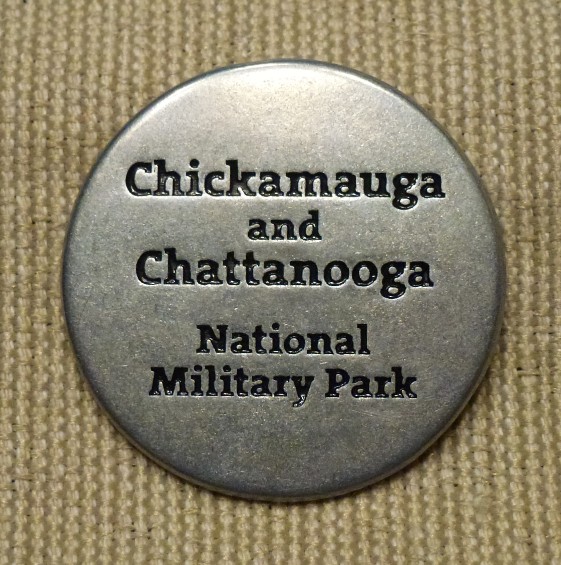 Chickamauga
and
Chattanooga
National
Military Park